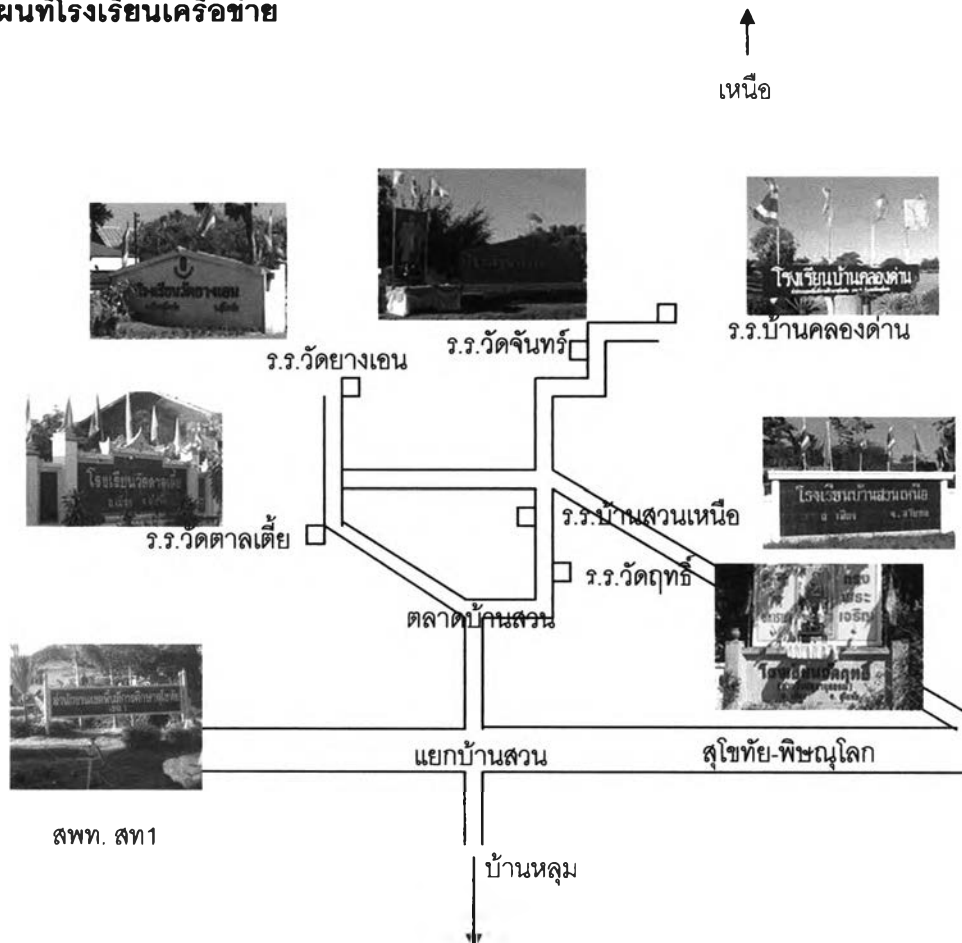 ผนที่โรงเรียนเครือข่าย
เหนือ
โรงเรียนวัดยางเอน
โรงเรียนบ้านคลองด่าน
ร.ร.วัดยางเอน
ร.ร.วัดจันทร์
ร.ร.บ้านคลองด่าน
โรงเรียนวัดตาลเตี้ย
โรงเรียนบ้านสวนเหนือ
ร.ร.วัดตาลเตี้ย
ร.ร.บ้านสวนเหนือ
ร.ร.วัดฤทธิ์
ทรง
พระ
เจริญ
ตลาดบ้านสวน
โรงเรียนวัดฤทธิ์
แยกบ้านสวน
สุโขทัย-พิษณุโลก
สพท. สท1
บ้านหลุม